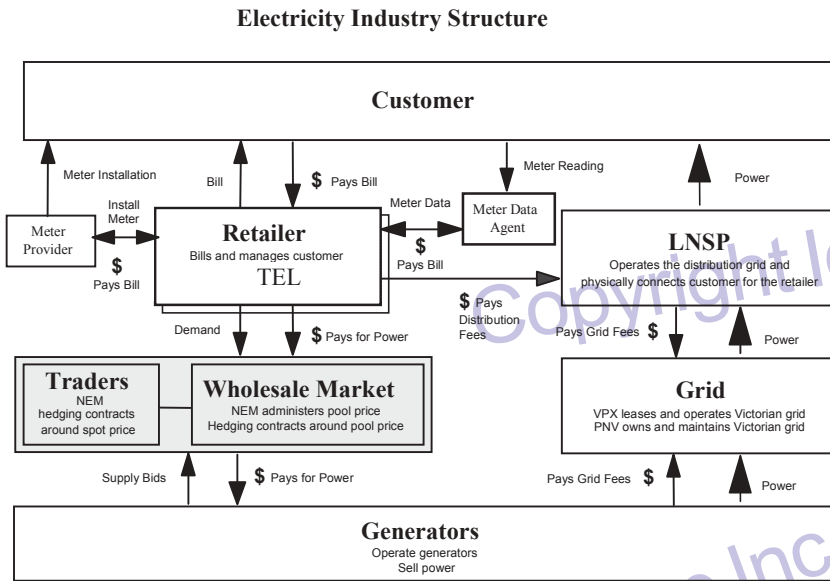 Electricity Industry Structure
Customer
Meter Installation
Bill
$ Pays Bill
Meter Reading
Power
Install
Meter
$
Pays Bill
Meter
Provider
Retailer
Bills and manages customer
TEL
Meter Data
$
Pays Bill
Meter Data
Agent
LNSP
Operates the distribution grid and
physically connects customer for the retailer
$ Pays
Distribution
Fees
Demand
$ Pays for Power
Pays Grid Fees $
Power
Traders
NEM
hedging contracts
around spot price
Wholesale Market
NEM administers pool price
Hedging contracts around pool price
Grid
VPX leases and operates Victorian grid
PNV owns and maintains Victorian grid
Supply Bids
$ Pays for Power
Pays Grid Fees $
Power
Generators
Operate generators
Sell power
Copyright
Inc